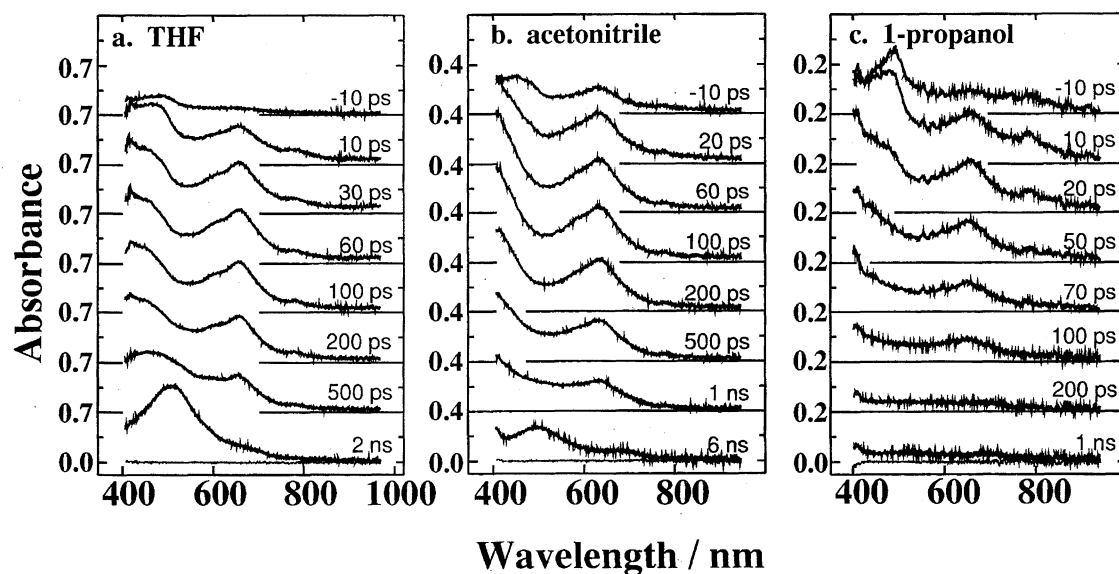 a. THF
0.7
-10 ps
0.7
10 ps
0.7
30 ps
0.7
60 ps
0.7
100 ps
0.7
200 ps
0.7
500 ps
0.7
2 ns
0.0
400
600
800
1000
b. acetonitrile
0.4
-10 ps
0.4
20 ps
0.4
60 ps
0.4
100 ps
0.4
200 ps
0.4
500 ps
0.4
1 ns
0.4
6 ns
0.0
400
600
800
c. 1-propanol
0.2
-10 ps
0.2
10 ps
0.2
20 ps
0.2
50 ps
0.2
70 ps
0.2
100 ps
0.2
200 ps
0.2
1 ns
0.0
400
600
800
Absorbance
Wavelength / nm